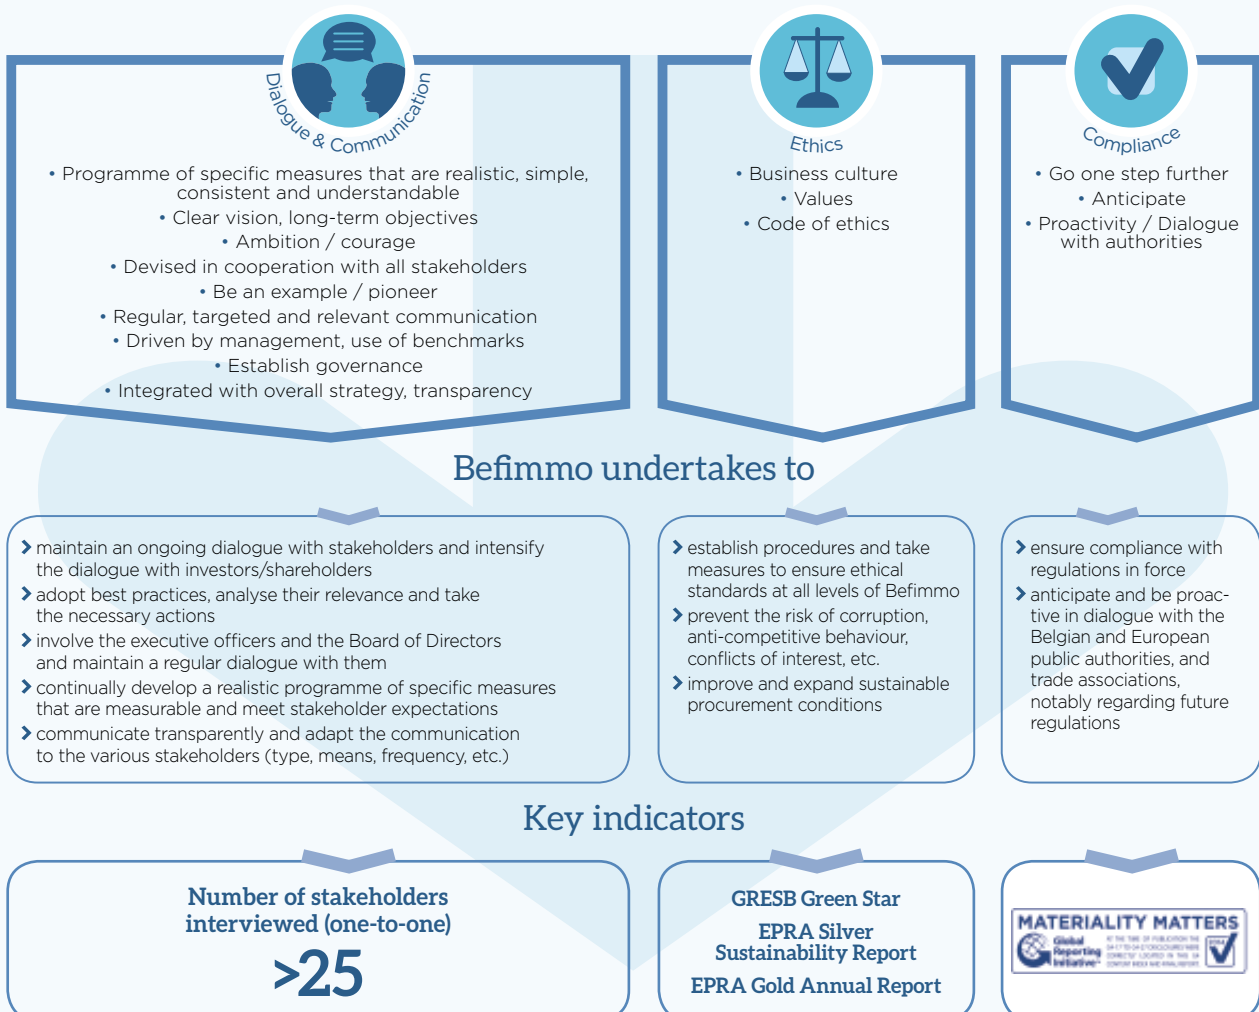 Dialogue & Communication
• Programme of specific measures that are realistic, simple,
consistent and understandable
• Clear vision, long-term objectives
• Ambition / courage
• Devised in cooperation with all stakeholders
• Be an example / pioneer
• Regular, targeted and relevant communication
• Driven by management, use of benchmarks
• Establish governance
• Integrated with overall strategy, transparency
Ethics
• Business culture
• Values
• Code of ethics
Compliance
• Go one step further
• Anticipate
• Proactivity / Dialogue
with authorities
Befimmo undertakes to
maintain an ongoing dialogue with stakeholders and intensify
the dialogue with investors/shareholders
adopt best practices, analyse their relevance and take
the necessary actions
involve the executive officers and the Board of Directors
and maintain a regular dialogue with them
continually develop a realistic programme of specific measures
that are measurable and meet stakeholder expectations
communicate transparently and adapt the communication
to the various stakeholders (type, means, frequency, etc.)
establish procedures and take
measures to ensure ethical
standards at all levels of Befimmo
prevent the risk of corruption,
anti-competitive behaviour,
conflicts of interest, etc.
improve and expand sustainable
procurement conditions
ensure compliance with
regulations in force
anticipate and be proac-
tive in dialogue with the
Belgian and European
public authorities, and
trade associations,
notably regarding future
regulations
Key indicators
Number of stakeholders
interviewed (one-to-one)
>25
GRESB Green Star
EPRA Silver
Sustainability Report
EPRA Gold Annual Report
MATERIALITY MATTERS
Global
Reporting
Initiative